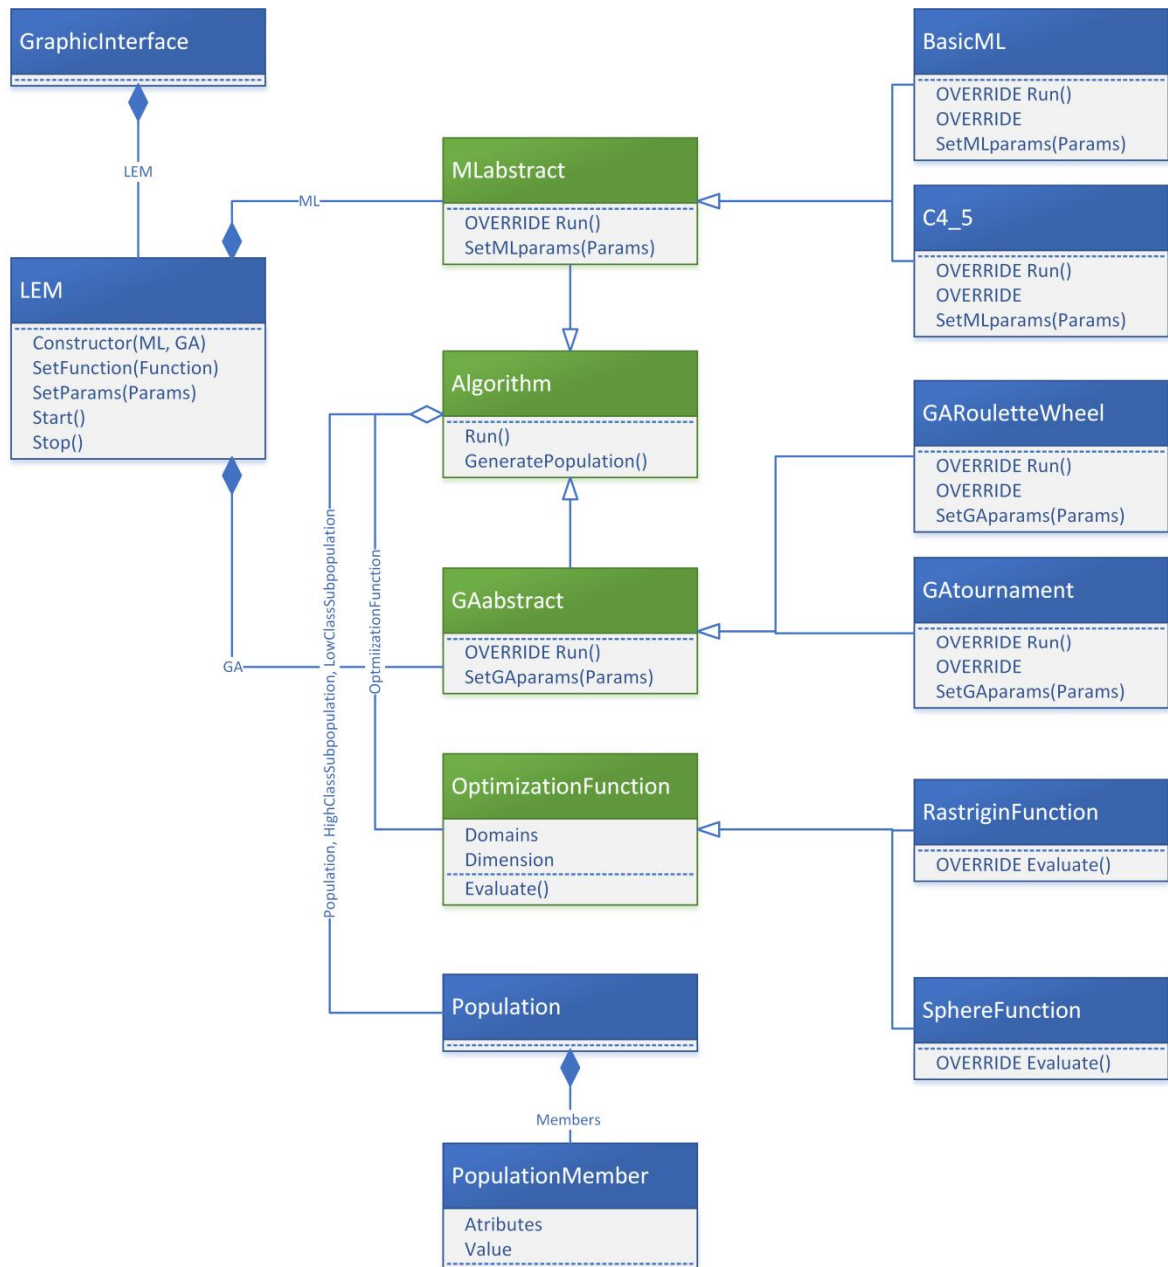 GraphicInterface
LEM
LEM
Constructor(ML, GA)
SetFunction(Function)
SetParams(Params)
Start()
Stop()
ML
GA
MLabstract
OVERRIDE Run()
SetMLparams(Params)
Algorithm
Run()
GeneratePopulation()
Population, HighClassSubpopulation, LowClassSubpopulation
OptmiizationFunction
GAabstract
OVERRIDE Run()
SetGAparams(Params)
OptimizationFunction
Domains
Dimension
Evaluate()
Population
Members
PopulationMember
Atributes
Value
BasicML
OVERRIDE Run()
OVERRIDE
SetMLparams(Params)
C4_5
OVERRIDE Run()
OVERRIDE
SetMLparams(Params)
GARouletteWheel
OVERRIDE Run()
OVERRIDE
SetGAparams(Params)
GAtournament
OVERRIDE Run()
OVERRIDE
SetGAparams(Params)
RastriginFunction
OVERRIDE Evaluate()
SphereFunction
OVERRIDE Evaluate()